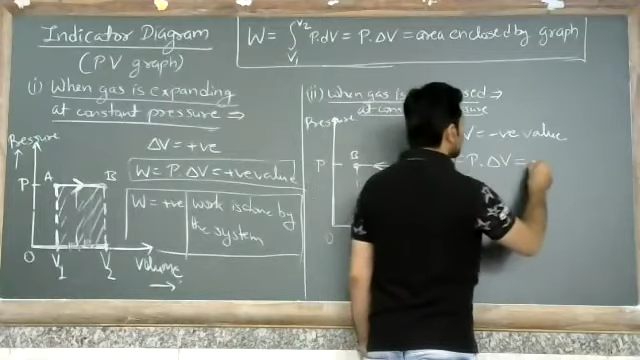 Indicator Diagram
(PV graph)
W = ∫ V₁ V₂ P.dV = P.ΔV = area enclosed by graph
(i) When gas is expanding
at constant pressure ⇒
ΔV = +ve
W = P.ΔV = +ve value
W = +ve | work is done by
the system
Pressure
P A B
O V₁ V₂ Volume
(ii) When gas is
Pressure
V = -ve value
P B
= P.ΔV =
O